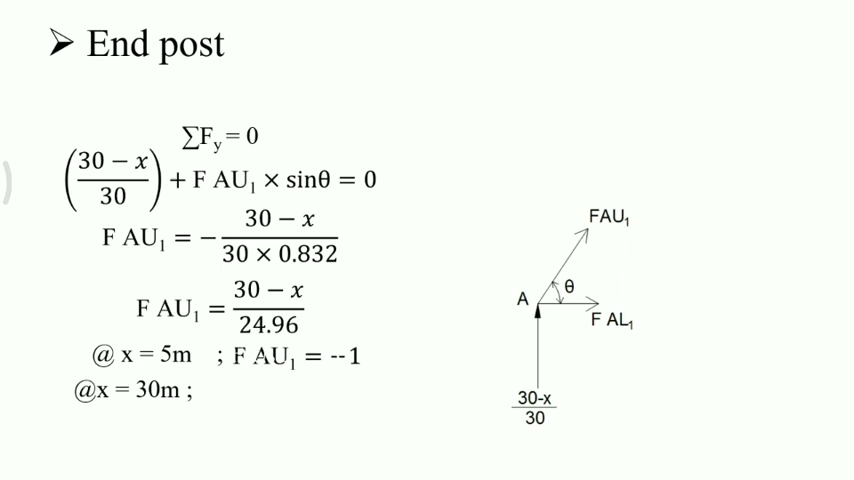 ➢ End post
∑Fy = 0
(30 − x / 30) + F AU1 × sinθ = 0
F AU1 = − 30 − x / 30 × 0.832
F AU1 = 30 − x / 24.96
@ x = 5m ; F AU1 = --1
@x = 30m ;
FAU1
θ
A
F AL1
30-x
30